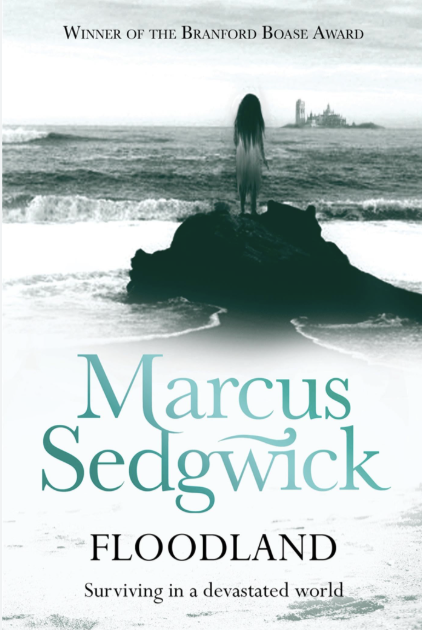 WINNER OF THE BRANFORD BOASE AWARD
Marcus
Sedgwick
FLOODLAND
Surviving in a devastated world